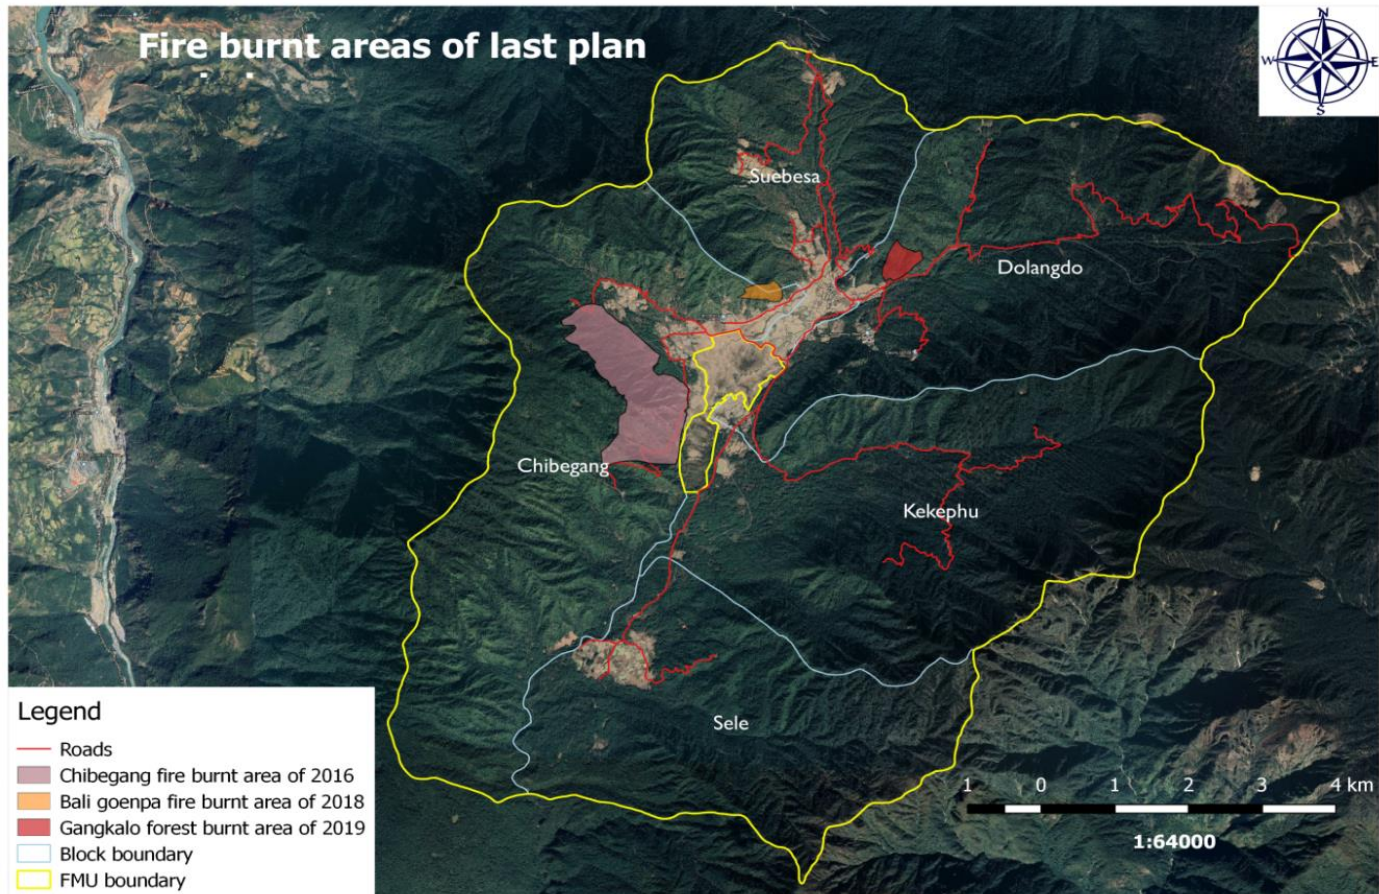 Fire burnt areas of last plan
N
W
E
S
Suebesa
Dolangdo
Chibegang
Kekephu
Sele
Legend
Roads
Chibegang fire burnt area of 2016
Bali goenpa fire burnt area of 2018
Gangkalo forest burnt area of 2019
Block boundary
FMU boundary
1 0 1 2 3 4 km
1:64000